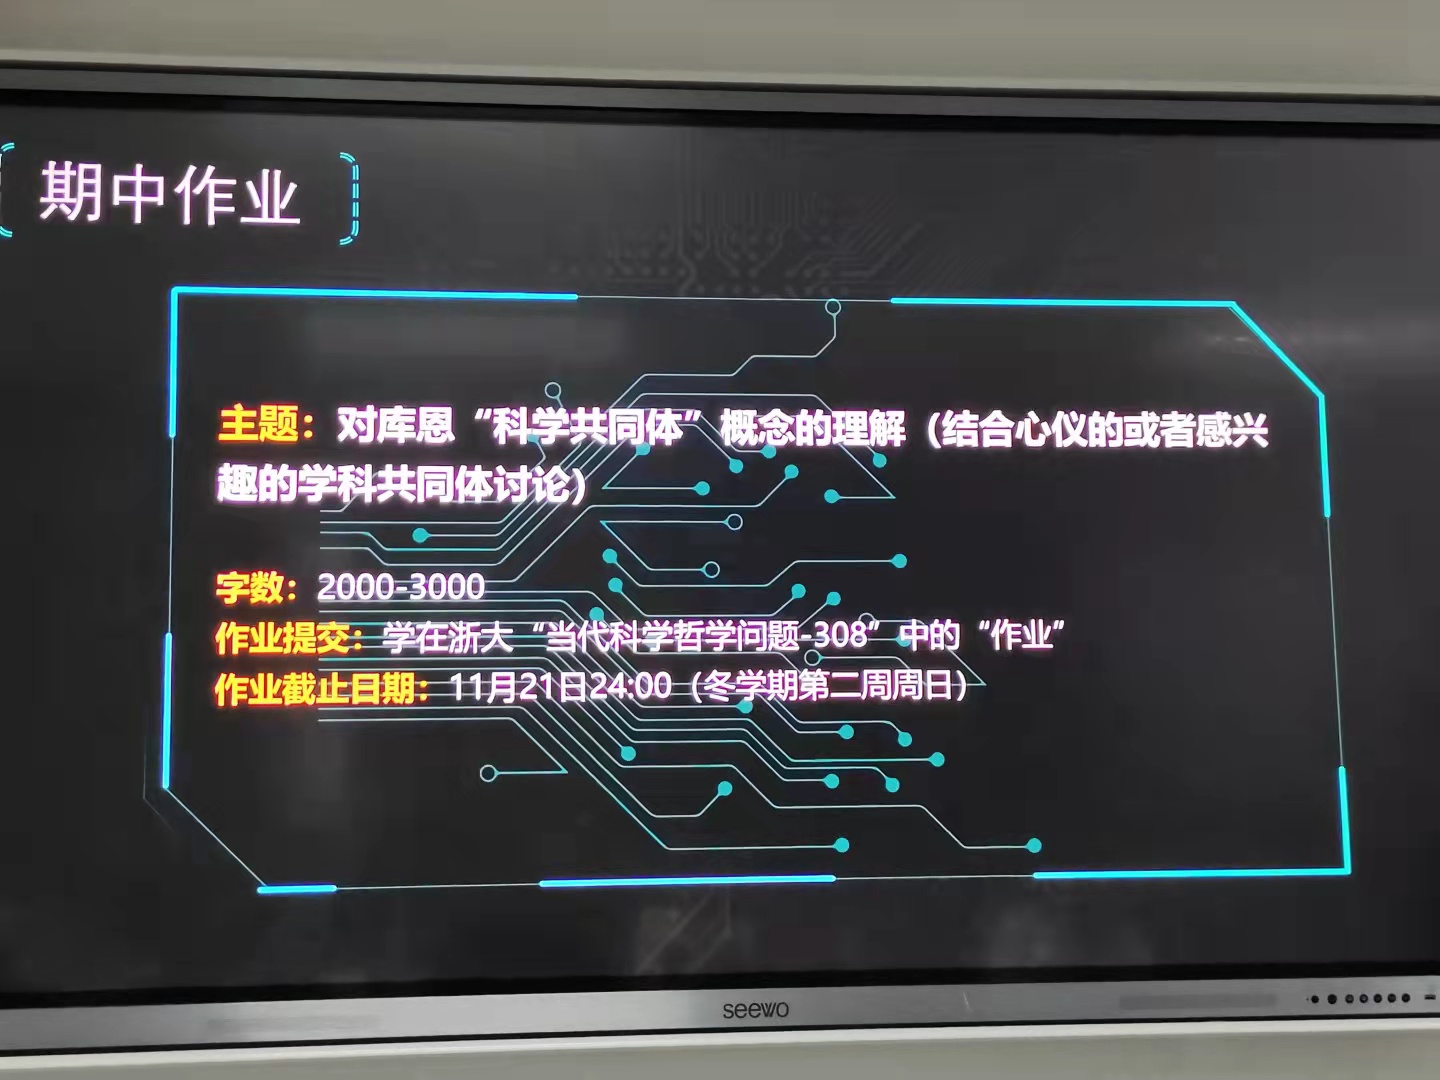 期中作业
主题：对库恩“科学共同体”概念的理解（结合心仪的或者感兴
趣的学科共同体讨论）
字数：2000-3000
作业提交：学在浙大“当代科学哲学问题-308”中的“作业”
作业截止日期：11月21日24:00（冬学期第二周周日）
seewo